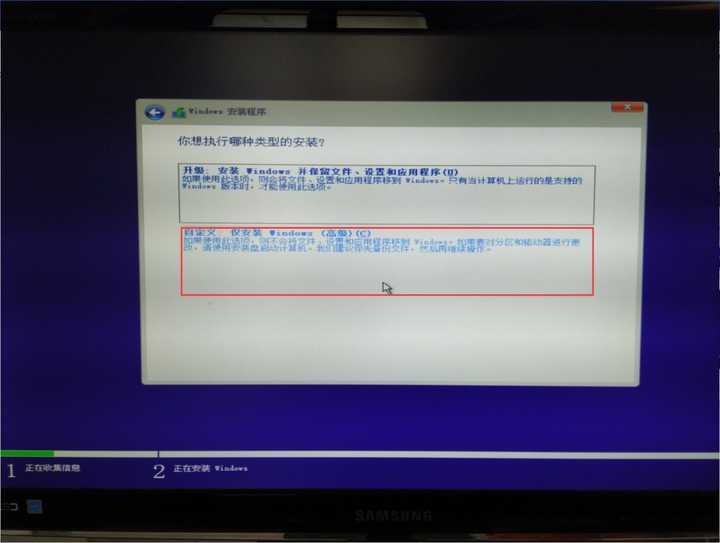 Windows 安装程序
你想执行哪种类型的安装?
升级: 安装 Windows 并保留文件、设置和应用程序(U)
如果使用此选项，则会将文件、设置和应用程序移到 Windows。只有当计算机上运行的是支持的
Windows 版本时，才能使用此选项。
自定义: 仅安装 Windows (高级)(C)
如果使用此选项，则不会将文件、设置和应用程序移到 Windows。如果要对分区和驱动器进行更
改，请使用安装盘启动计算机。我们建议你先备份文件，然后再继续操作。
1 正在收集信息
2 正在安装 Windows
SAMSUNG